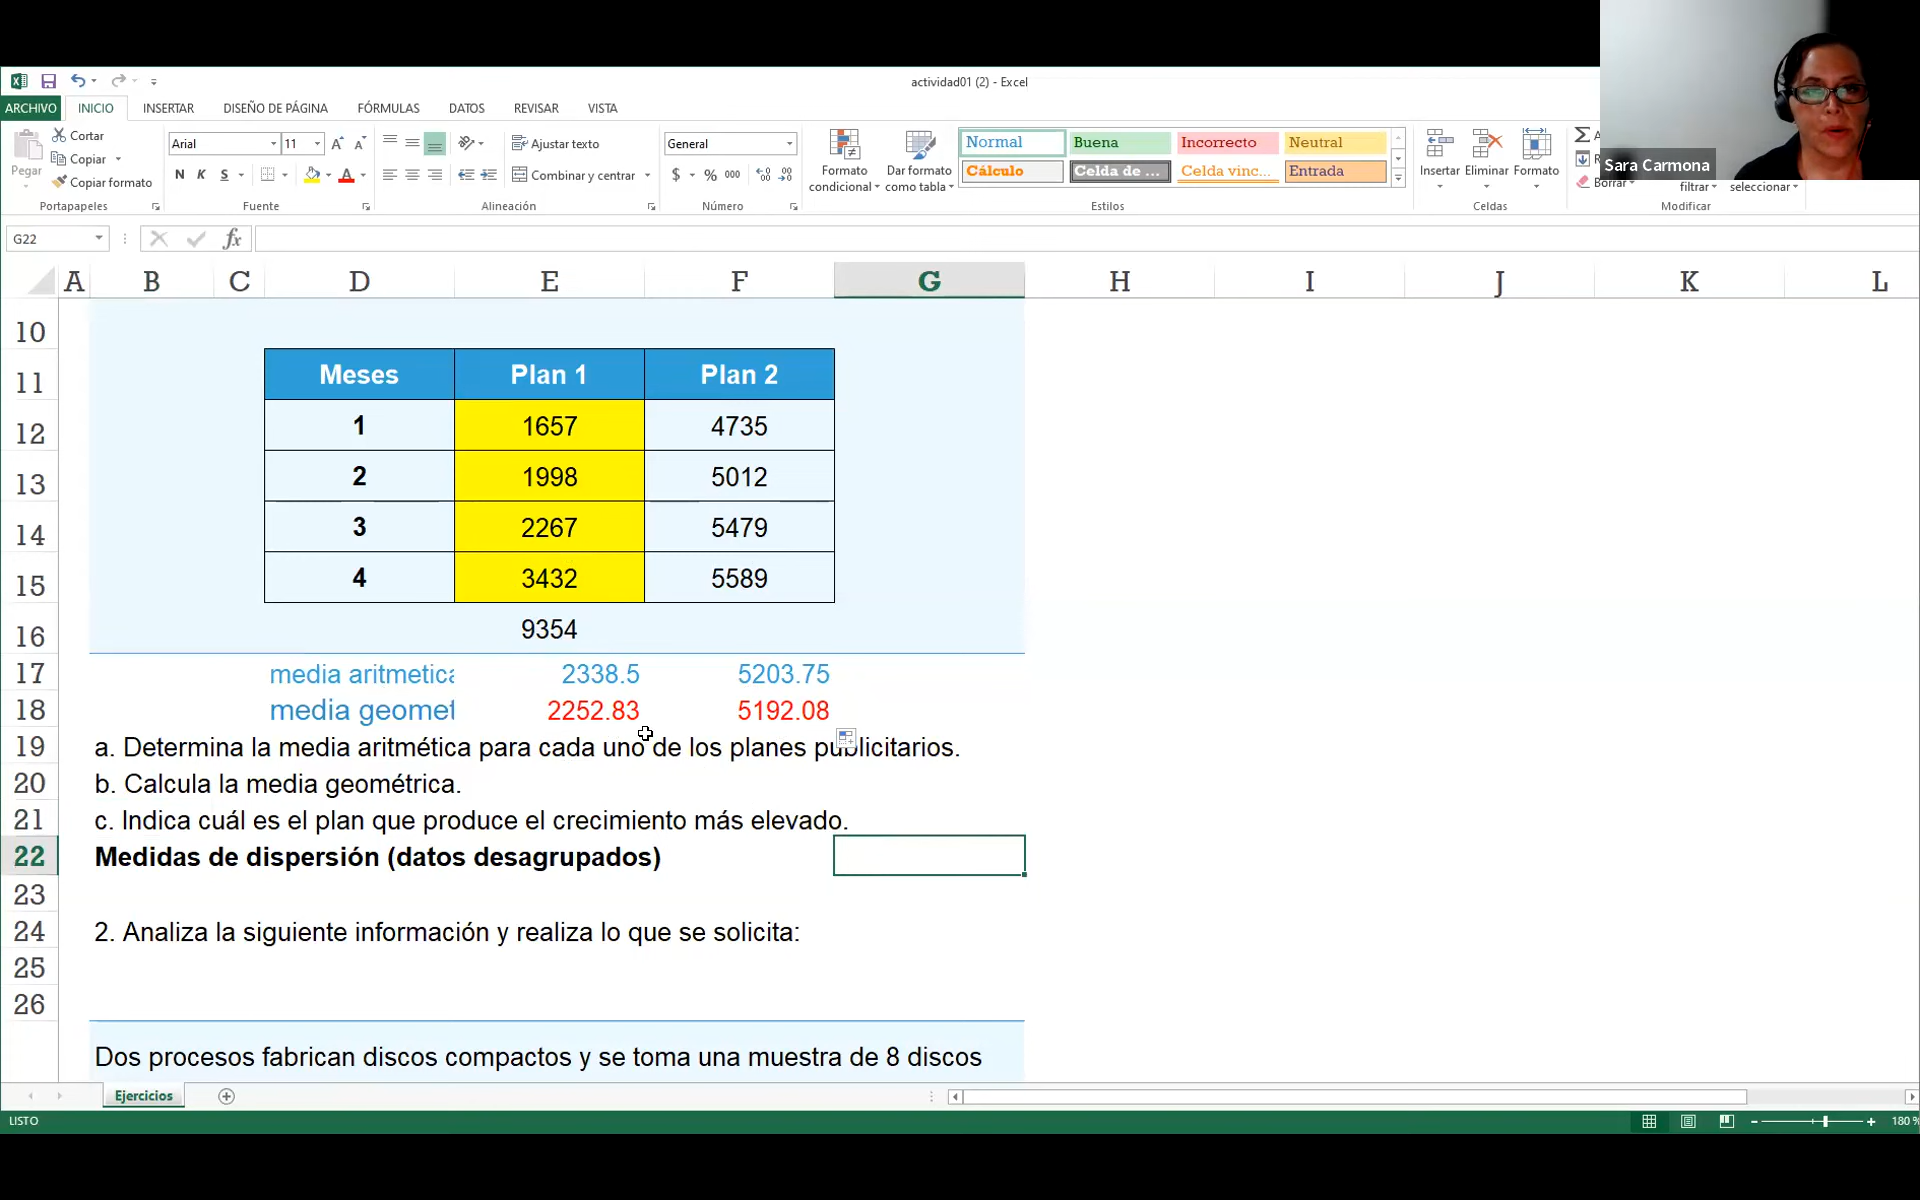 actividad01 (2) - Excel
ARCHIVO INICIO INSERTAR DISEÑO DE PÁGINA FÓRMULAS DATOS REVISAR VISTA
Pegar
Cortar
Copiar
Copiar formato
Portapapeles
Arial 11
N K S
Fuente
Ajustar texto
Combinar y centrar
Alineación
General
$ % 000
Número
Formato condicional
Dar formato como tabla
Normal Buena Incorrecto Neutral
Cálculo Celda de ... Celda vinc... Entrada
Estilos
Insertar Eliminar Formato
Celdas
Borrar
filtrar
seleccionar
Modificar
Sara Carmona
G22
fx
A B C D E F G H I J K L
10
11 Meses Plan 1 Plan 2
12 1 1657 4735
13 2 1998 5012
14 3 2267 5479
15 4 3432 5589
16 9354
17 media aritmetica 2338.5 5203.75
18 media geomet 2252.83 5192.08
19 a. Determina la media aritmética para cada uno de los planes publicitarios.
20 b. Calcula la media geométrica.
21 c. Indica cuál es el plan que produce el crecimiento más elevado.
22 Medidas de dispersión (datos desagrupados)
23
24 2. Analiza la siguiente información y realiza lo que se solicita:
25
26
Dos procesos fabrican discos compactos y se toma una muestra de 8 discos
Ejercicios
LISTO
180 %